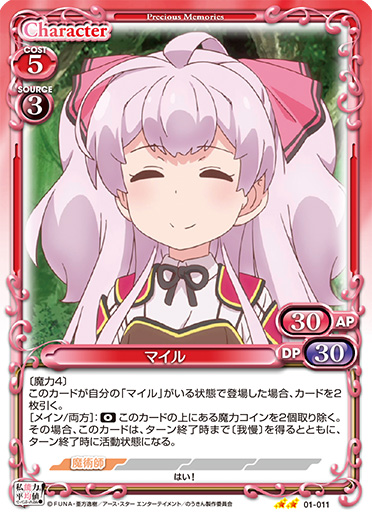 Precious Memories
Character
COST
5
SOURCE
3
30 AP
マイル
DP 30
[魔力4]
このカードが自分の「マイル」がいる状態で登場した場合、カードを2
枚引く。
[メイン/両方]:0このカードの上にある魔力コインを2個取り除く。
その場合、このカードは、ターン終了時まで[我慢]を得るとともに、
ターン終了時に活動状態になる。
魔術師
はい!
私、能力は
平均値
©FUNA・亜方逸樹/アース・スター エンターテイメント/のうきん製作委員会
01-011